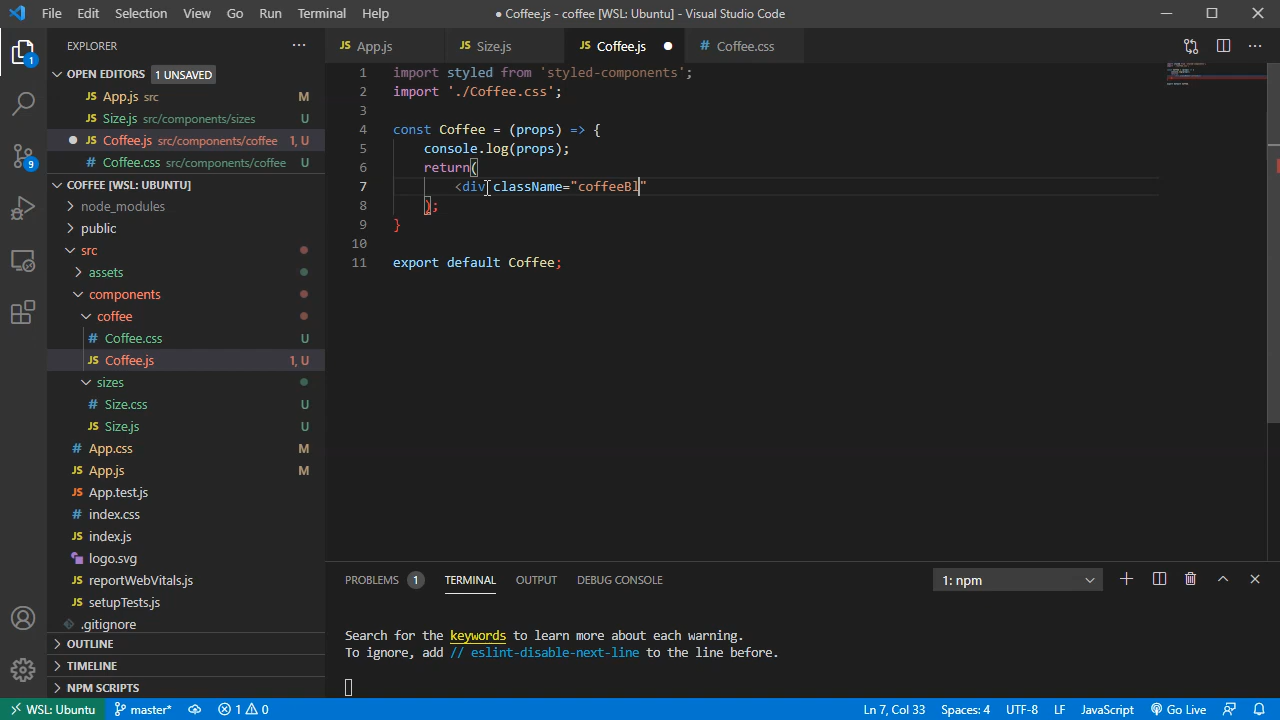 File Edit Selection View Go Run Terminal Help
● Coffee.js - coffee [WSL: Ubuntu] - Visual Studio Code
EXPLORER
JS App.js
JS Size.js
JS Coffee.js
# Coffee.css
1
OPEN EDITORS 1 UNSAVED
JS App.js src M
JS Size.js src/components/sizes U
JS Coffee.js src/components/coffee 1, U
# Coffee.css src/components/coffee U
9
COFFEE [WSL: UBUNTU]
node_modules
public
src
assets
components
coffee
# Coffee.css U
JS Coffee.js 1, U
sizes
# Size.css U
JS Size.js U
# App.css M
JS App.js M
JS App.test.js
# index.css
JS index.js
logo.svg
JS reportWebVitals.js
JS setupTests.js
.gitignore
OUTLINE
TIMELINE
NPM SCRIPTS
1 import styled from 'styled-components';
2 import './Coffee.css';
3
4 const Coffee = (props) => {
5 console.log(props);
6 return(
7 <div className="coffeeBl"
8 );
9 }
10
11 export default Coffee;
PROBLEMS 1 TERMINAL OUTPUT DEBUG CONSOLE
1: npm
Search for the keywords to learn more about each warning.
To ignore, add // eslint-disable-next-line to the line before.
WSL: Ubuntu master* 1 0
Ln 7, Col 33 Spaces: 4 UTF-8 LF JavaScript Go Live